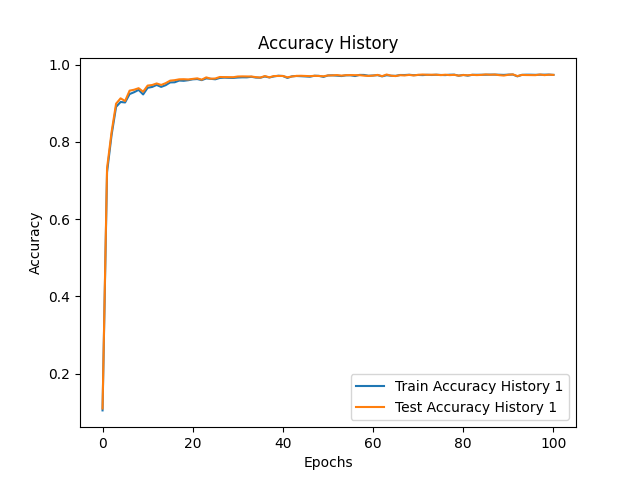 Accuracy History
1.0
0.8
0.6
0.4
0.2
Accuracy
0 20 40 60 80 100
Epochs
Train Accuracy History 1
Test Accuracy History 1